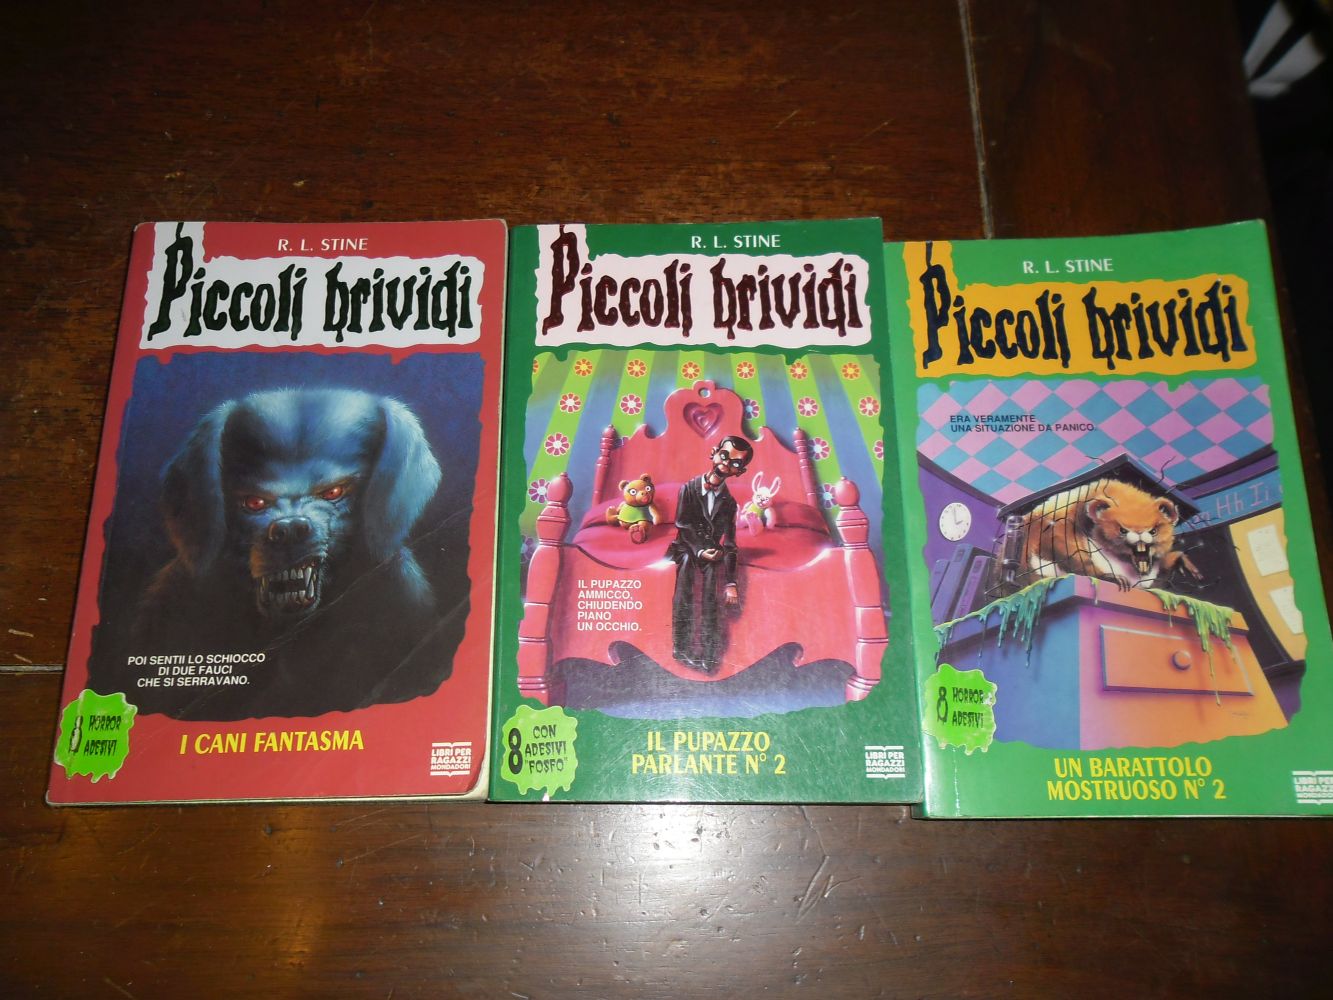 R. L. STINE
Piccoli brividi
POI SENTII LO SCHIOCCO
DI DUE FAUCI
CHE SI SERRAVANO.
8 HORROR
ADESIVI
I CANI FANTASMA
LIBRI PER
RAGAZZI
MONDADORI
R. L. STINE
Piccoli brividi
IL PUPAZZO
AMMICCÒ,
CHIUDENDO
PIANO
UN OCCHIO.
8 CON
ADESIVI
"FOSFO"
IL PUPAZZO
PARLANTE N° 2
LIBRI PER
RAGAZZI
MONDADORI
R. L. STINE
Piccoli brividi
ERA VERAMENTE
UNA SITUAZIONE DA PANICO.
Hh Ii
8 HORROR
ADESIVI
UN BARATTOLO
MOSTRUOSO N° 2
LIBRI PER
RAGAZZI
MONDADORI